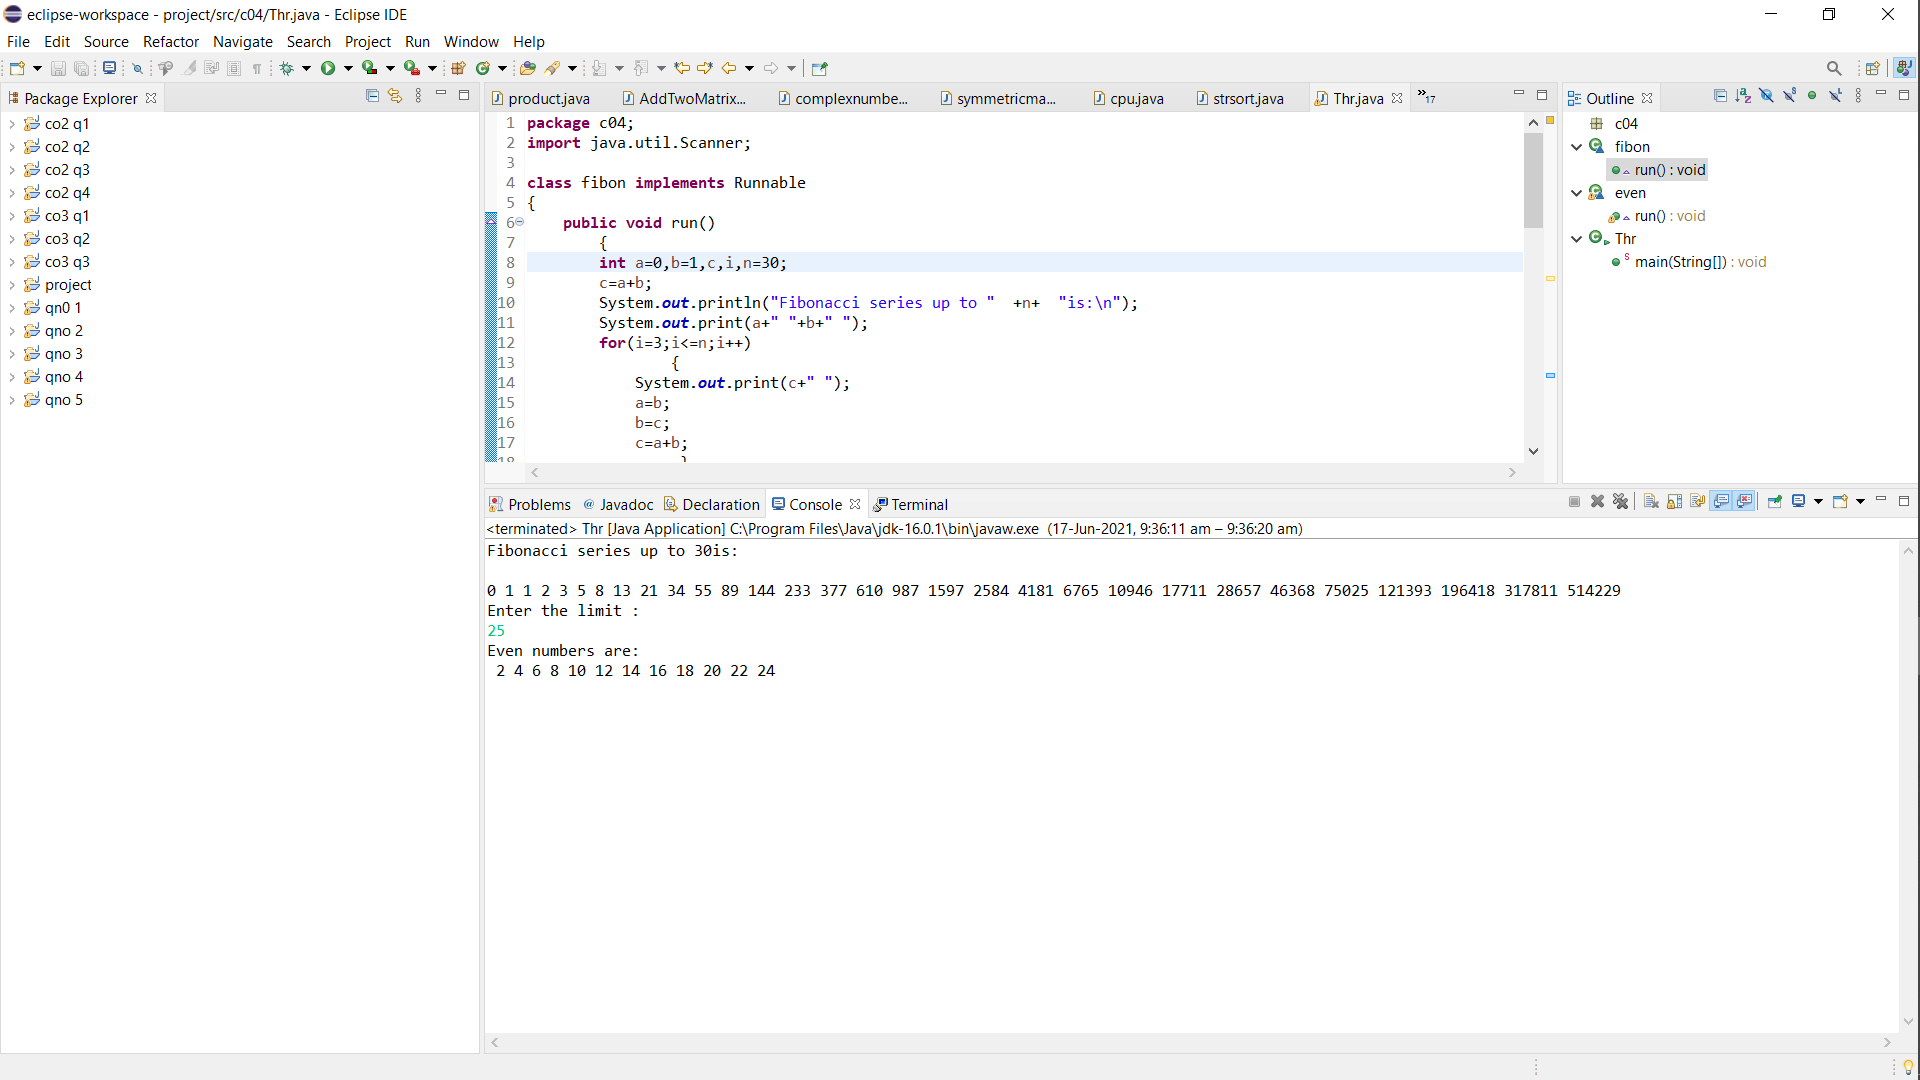 eclipse-workspace - project/src/c04/Thr.java - Eclipse IDE
File Edit Source Refactor Navigate Search Project Run Window Help
Package Explorer
co2 q1
co2 q2
co2 q3
co2 q4
co3 q1
co3 q2
co3 q3
project
qn0 1
qno 2
qno 3
qno 4
qno 5
product.java AddTwoMatrix... complexnumbe... symmetricma... cpu.java strsort.java Thr.java »17
1 package c04;
2 import java.util.Scanner;
3
4 class fibon implements Runnable
5 {
6 public void run()
7 {
8 int a=0,b=1,c,i,n=30;
9 c=a+b;
10 System.out.println("Fibonacci series up to "  +n+  "is:\n");
11 System.out.print(a+" "+b+" ");
12 for(i=3;i<=n;i++)
13 {
14 System.out.print(c+" ");
15 a=b;
16 b=c;
17 c=a+b;
18 }
Outline
c04
fibon
run() : void
even
run() : void
Thr
main(String[]) : void
Problems @ Javadoc Declaration Console Terminal
<terminated> Thr [Java Application] C:\Program Files\Java\jdk-16.0.1\bin\javaw.exe (17-Jun-2021, 9:36:11 am – 9:36:20 am)
Fibonacci series up to 30is:
0 1 1 2 3 5 8 13 21 34 55 89 144 233 377 610 987 1597 2584 4181 6765 10946 17711 28657 46368 75025 121393 196418 317811 514229
Enter the limit :
25
Even numbers are:
2 4 6 8 10 12 14 16 18 20 22 24